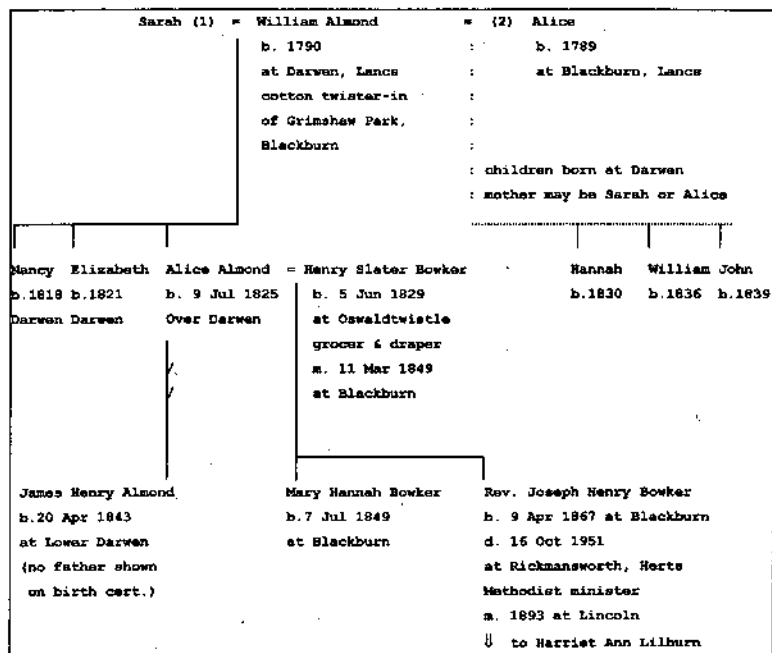 Sarah (1) = William Almond = (2) Alice
b. 1790 : b. 1789
at Darwen, Lancs : at Blackburn, Lancs
cotton twister-in :
of Grimshaw Park, :
Blackburn :
: children born at Darwen
: mother may be Sarah or Alice
Nancy Elizabeth Alice Almond = Henry Slater Bowker Hannah William John
b.1818 b.1821 b. 9 Jul 1825 b. 5 Jun 1829 b.1830 b.1836 b.1839
Darwen Darwen Over Darwen at Oswaldtwistle
grocer & draper
m. 11 Mar 1849
at Blackburn
James Henry Almond Mary Hannah Bowker Rev. Joseph Henry Bowker
b.20 Apr 1843 b.7 Jul 1849 b. 9 Apr 1867 at Blackburn
at Lower Darwen at Blackburn d. 16 Oct 1951
(no father shown at Rickmansworth, Herts
on birth cert.) Methodist minister
m. 1893 at Lincoln
⇓ to Harriet Ann Lilburn